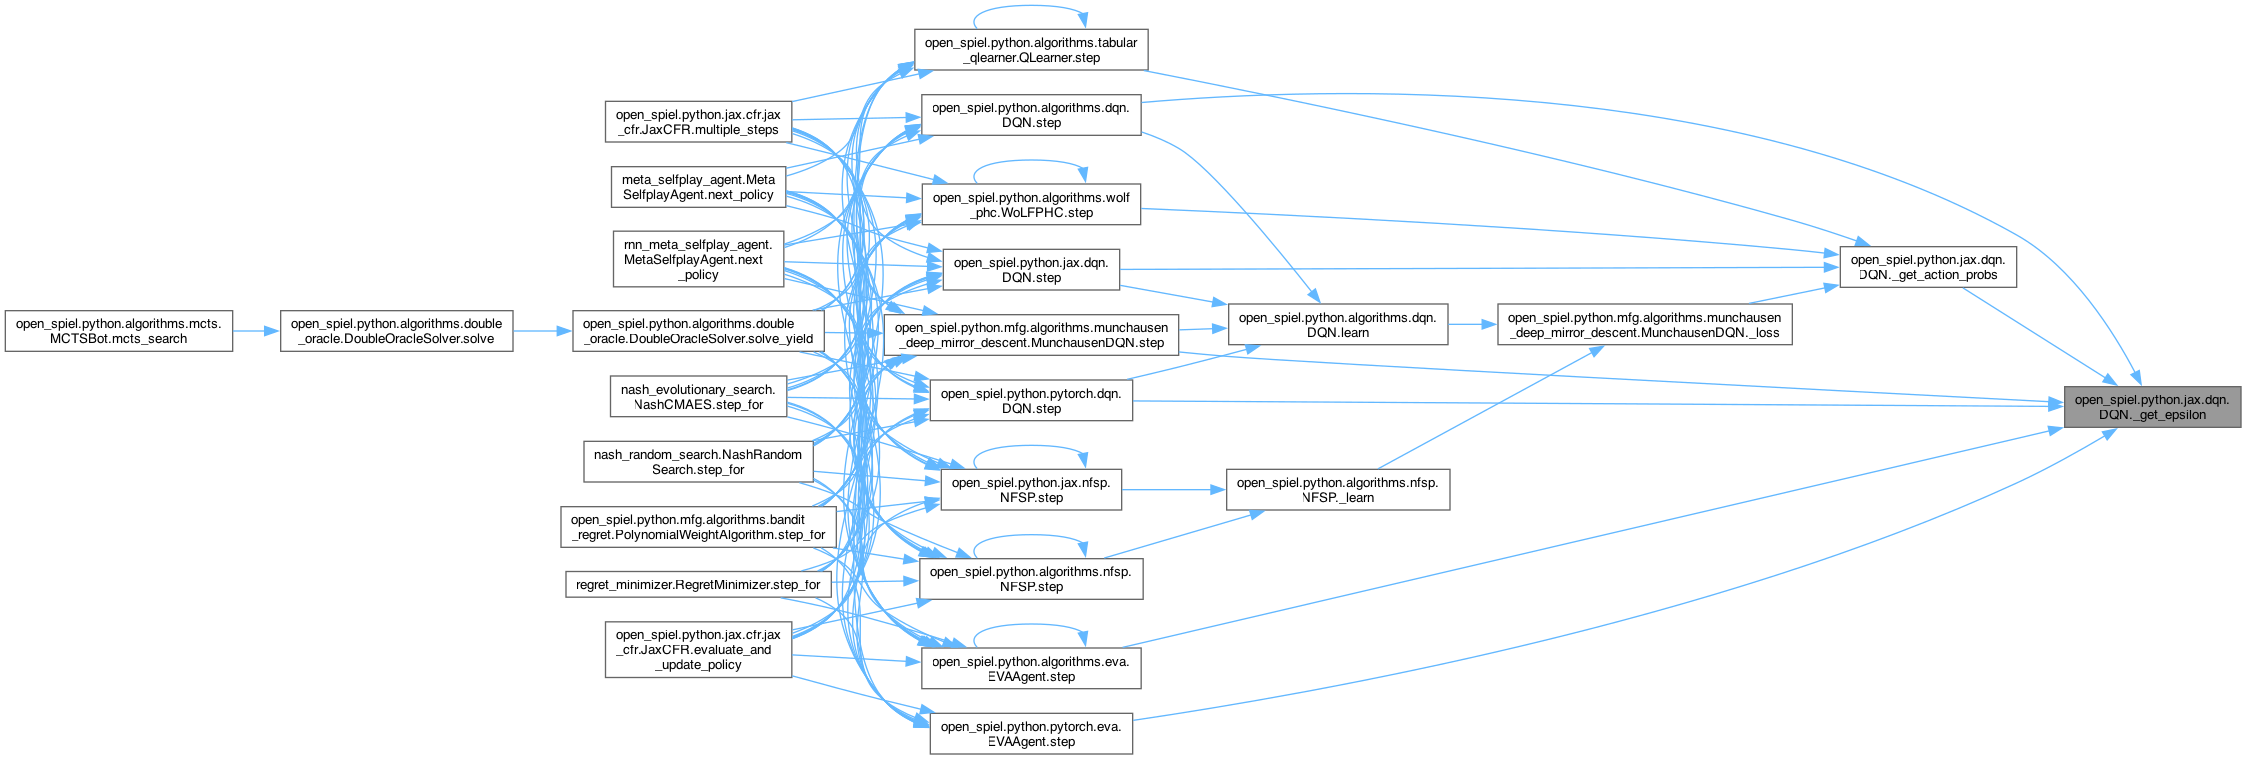 open_spiel.python.algorithms.mcts.
MCTSBot.mcts_search
open_spiel.python.algorithms.double
_oracle.DoubleOracleSolver.solve
open_spiel.python.jax.cfr.jax
_cfr.JaxCFR.multiple_steps
meta_selfplay_agent.Meta
SelfplayAgent.next_policy
rnn_meta_selfplay_agent.
MetaSelfplayAgent.next
_policy
open_spiel.python.algorithms.double
_oracle.DoubleOracleSolver.solve_yield
nash_evolutionary_search.
NashCMAES.step_for
nash_random_search.NashRandom
Search.step_for
open_spiel.python.mfg.algorithms.bandit
_regret.PolynomialWeightAlgorithm.step_for
regret_minimizer.RegretMinimizer.step_for
open_spiel.python.jax.cfr.jax
_cfr.JaxCFR.evaluate_and
_update_policy
open_spiel.python.algorithms.tabular
_qlearner.QLearner.step
open_spiel.python.algorithms.dqn.
DQN.step
open_spiel.python.algorithms.wolf
_phc.WoLFPHC.step
open_spiel.python.jax.dqn.
DQN.step
open_spiel.python.mfg.algorithms.munchausen
_deep_mirror_descent.MunchausenDQN.step
open_spiel.python.pytorch.dqn.
DQN.step
open_spiel.python.jax.nfsp.
NFSP.step
open_spiel.python.algorithms.nfsp.
NFSP.step
open_spiel.python.algorithms.eva.
EVAAgent.step
open_spiel.python.pytorch.eva.
EVAAgent.step
open_spiel.python.algorithms.dqn.
DQN.learn
open_spiel.python.algorithms.nfsp.
NFSP._learn
open_spiel.python.mfg.algorithms.munchausen
_deep_mirror_descent.MunchausenDQN._loss
open_spiel.python.jax.dqn.
DQN._get_action_probs
open_spiel.python.jax.dqn.
DQN._get_epsilon